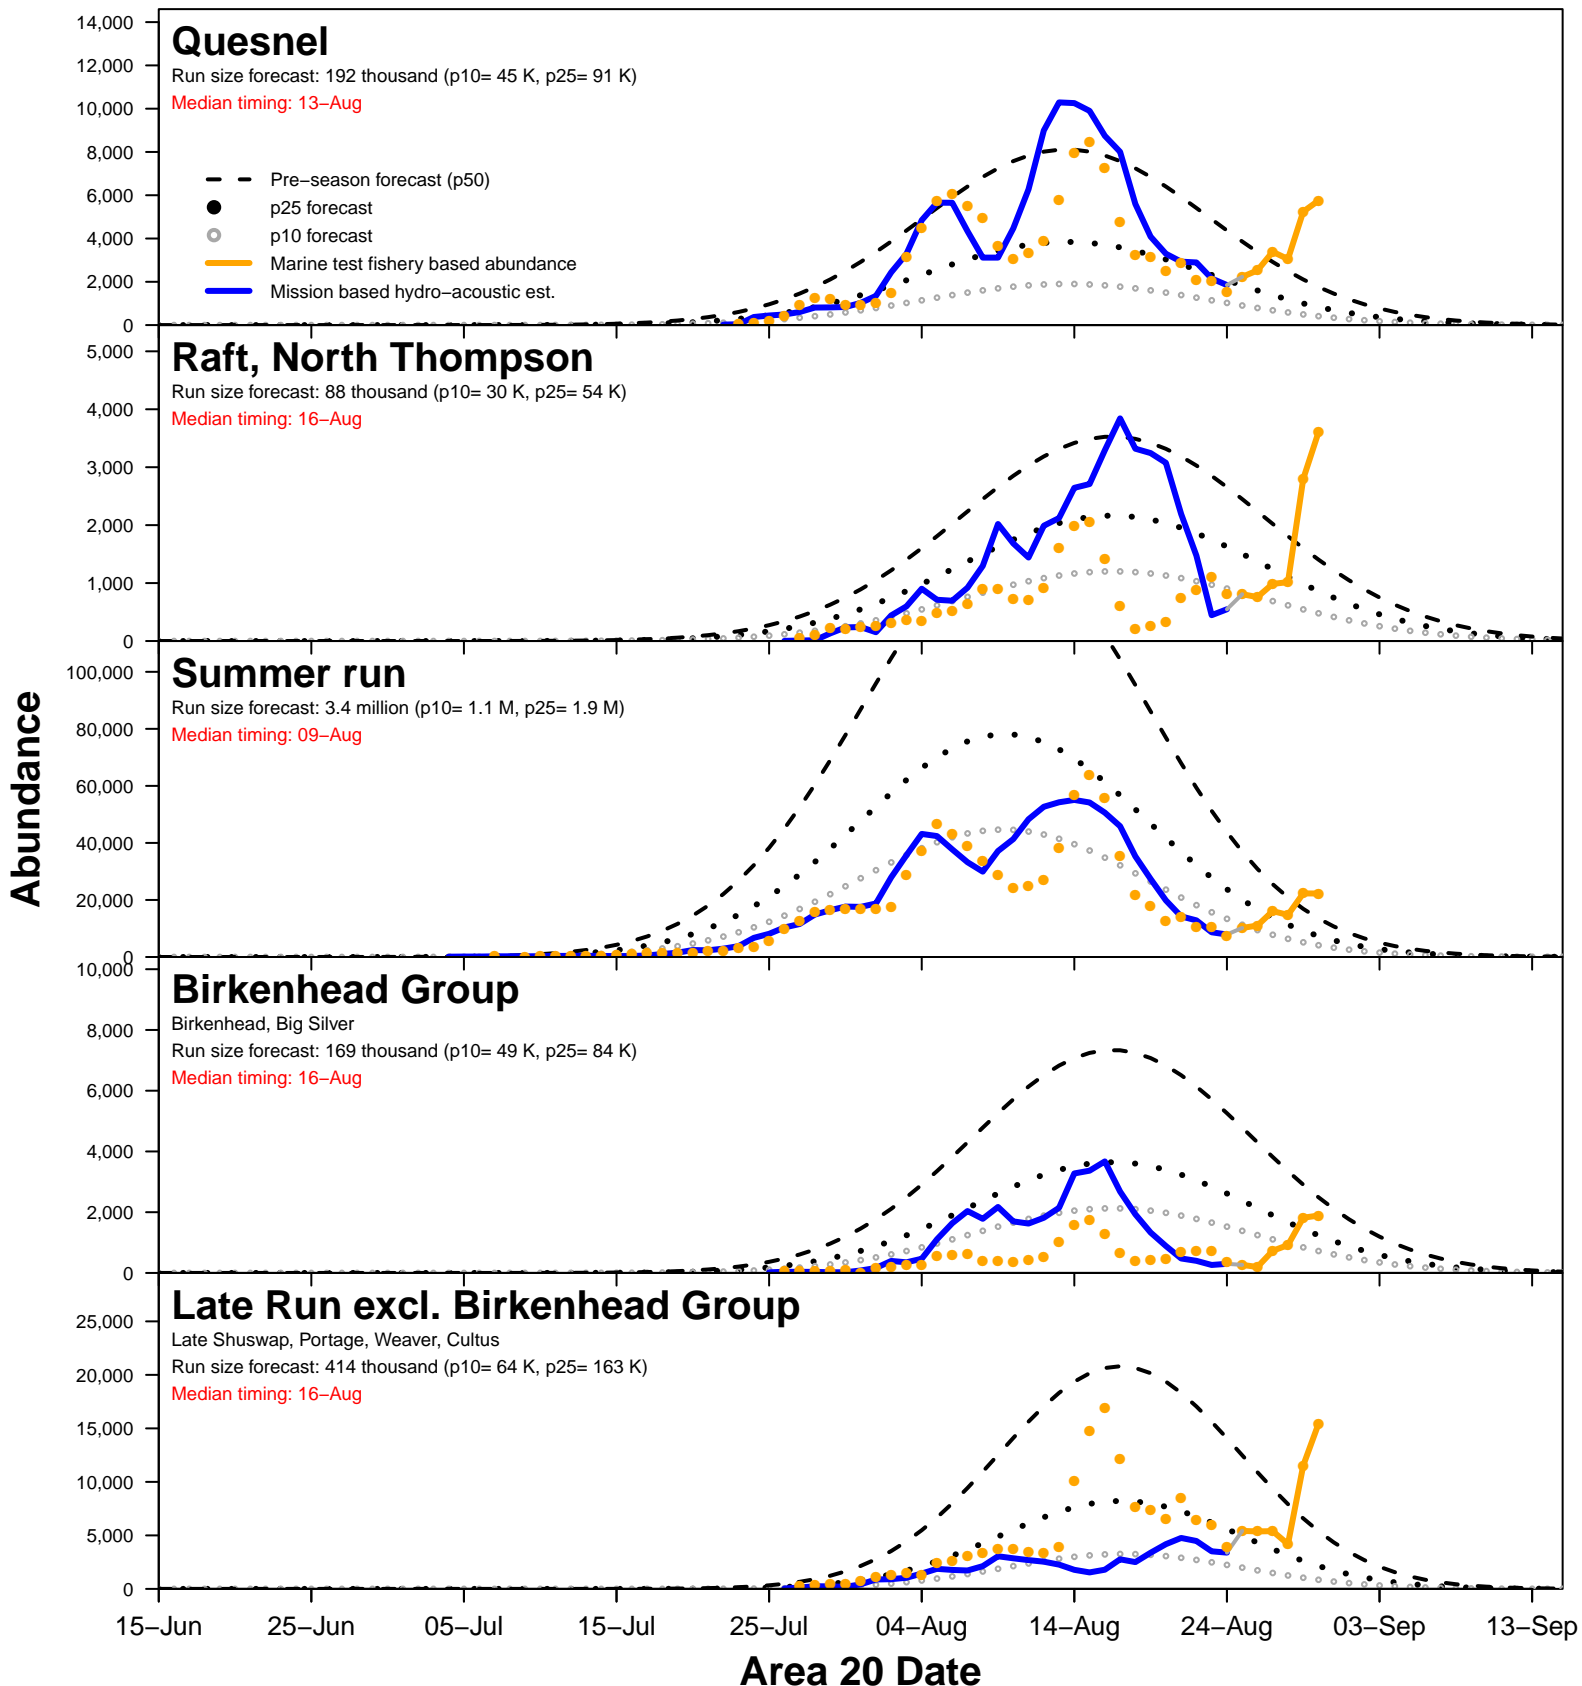 Quesnel
Run size forecast: 192 thousand (p10= 45 K, p25= 91 K)
Median timing: 13−Aug
Pre−season forecast (p50)
p25 forecast
p10 forecast
Marine test fishery based abundance
Mission based hydro−acoustic est.
14,000
12,000
10,000
8,000
6,000
4,000
2,000
0
Raft, North Thompson
Run size forecast: 88 thousand (p10= 30 K, p25= 54 K)
Median timing: 16−Aug
5,000
4,000
3,000
2,000
1,000
0
Summer run
Run size forecast: 3.4 million (p10= 1.1 M, p25= 1.9 M)
Median timing: 09−Aug
100,000
80,000
60,000
40,000
20,000
0
Birkenhead Group
Birkenhead, Big Silver
Run size forecast: 169 thousand (p10= 49 K, p25= 84 K)
Median timing: 16−Aug
10,000
8,000
6,000
4,000
2,000
0
Late Run excl. Birkenhead Group
Late Shuswap, Portage, Weaver, Cultus
Run size forecast: 414 thousand (p10= 64 K, p25= 163 K)
Median timing: 16−Aug
25,000
20,000
15,000
10,000
5,000
0
Abundance
15−Jun 25−Jun 05−Jul 15−Jul 25−Jul 04−Aug 14−Aug 24−Aug 03−Sep 13−Sep
Area 20 Date